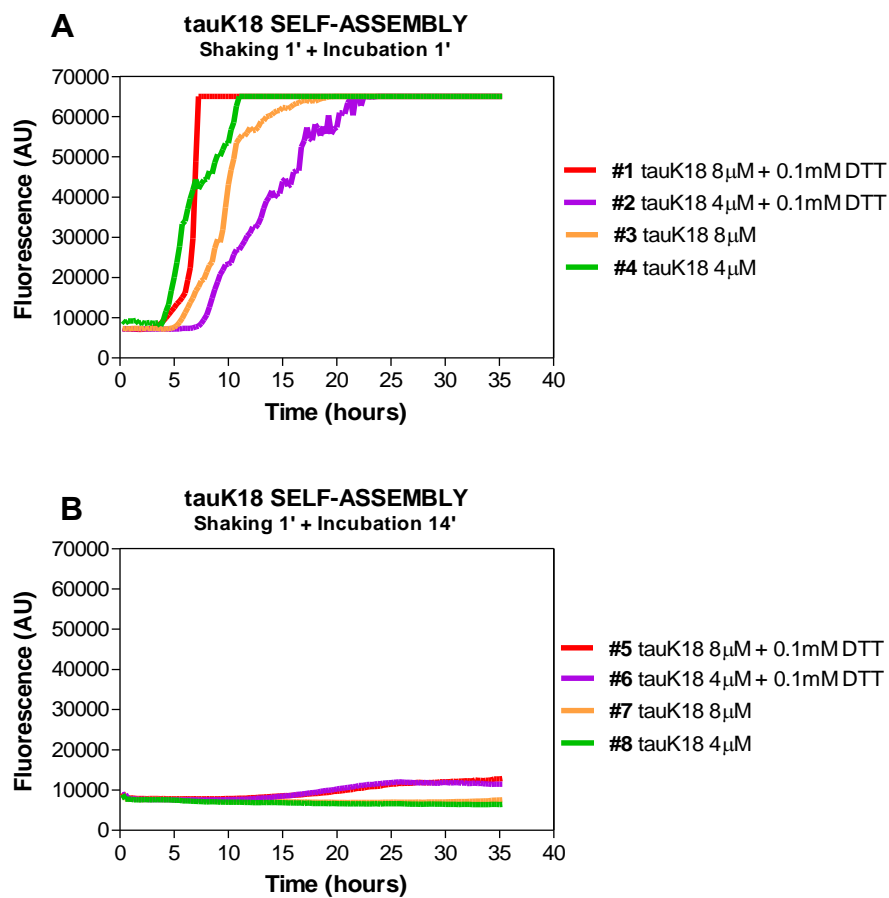 A
tauK18 SELF-ASSEMBLY
Shaking 1' + Incubation 1'
Fluorescence (AU)
70000
60000
50000
40000
30000
20000
10000
0
0 5 10 15 20 25 30 35 40
Time (hours)
#1 tauK18 8μM + 0.1mM DTT
#2 tauK18 4μM + 0.1mM DTT
#3 tauK18 8μM
#4 tauK18 4μM
B
tauK18 SELF-ASSEMBLY
Shaking 1' + Incubation 14'
Fluorescence (AU)
70000
60000
50000
40000
30000
20000
10000
0
0 5 10 15 20 25 30 35 40
Time (hours)
#5 tauK18 8μM + 0.1mM DTT
#6 tauK18 4μM + 0.1mM DTT
#7 tauK18 8μM
#8 tauK18 4μM